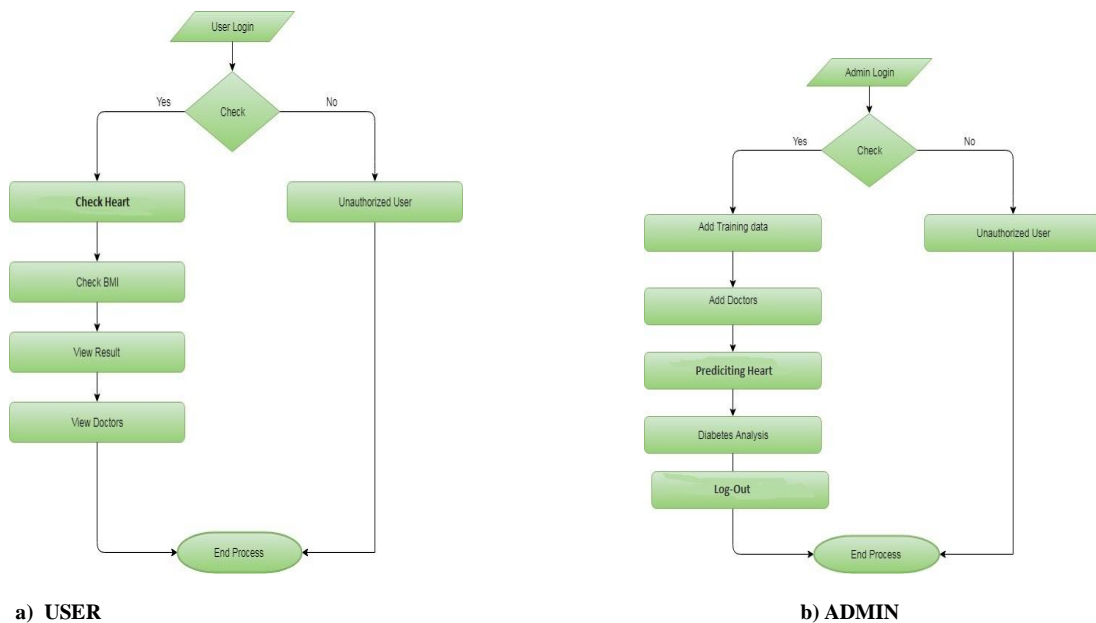 User Login
Check
Yes
No
Check Heart
Unauthorized User
Check BMI
View Result
View Doctors
End Process
a) USER
Admin Login
Check
Yes
No
Add Training data
Unauthorized User
Add Doctors
Prediciting Heart
Diabetes Analysis
Log-Out
End Process
b) ADMIN